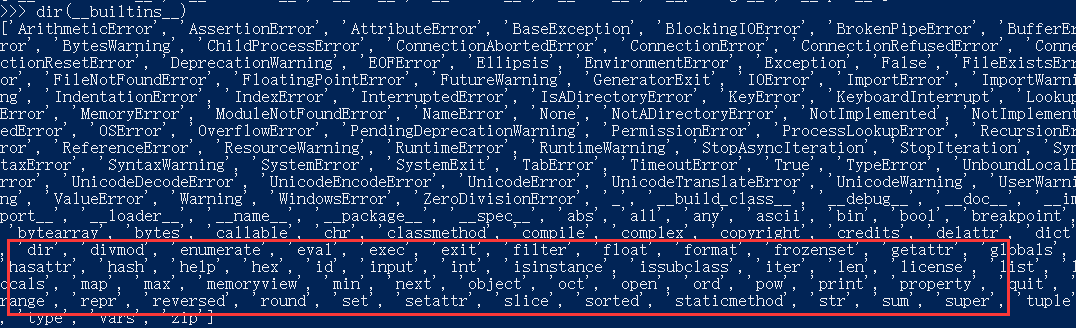 >>> dir(__builtins__)
['ArithmeticError', 'AssertionError', 'AttributeError', 'BaseException', 'BlockingIOError', 'BrokenPipeError', 'BufferEr
ror', 'BytesWarning', 'ChildProcessError', 'ConnectionAbortedError', 'ConnectionError', 'ConnectionRefusedError', 'Conne
ctionResetError', 'DeprecationWarning', 'EOFError', 'Ellipsis', 'EnvironmentError', 'Exception', 'False', 'FileExistsErr
', 'FileNotFoundError', 'FloatingPointError', 'FutureWarning', 'GeneratorExit', 'IOError', 'ImportError', 'ImportWarni
ng', 'IndentationError', 'IndexError', 'InterruptedError', 'IsADirectoryError', 'KeyError', 'KeyboardInterrupt', 'Lookup
Error', 'MemoryError', 'ModuleNotFoundError', 'NameError', 'None', 'NotADirectoryError', 'NotImplemented', 'NotImplement
edError', 'OSError', 'OverflowError', 'PendingDeprecationWarning', 'PermissionError', 'ProcessLookupError', 'RecursionEr
', 'ReferenceError', 'ResourceWarning', 'RuntimeError', 'RuntimeWarning', 'StopAsyncIteration', 'StopIteration', 'Syn
taxError', 'SyntaxWarning', 'SystemError', 'SystemExit', 'TabError', 'TimeoutError', 'True', 'TypeError', 'UnboundLocalE
rror', 'UnicodeDecodeError', 'UnicodeEncodeError', 'UnicodeError', 'UnicodeTranslateError', 'UnicodeWarning', 'UserWarni
', 'ValueError', 'Warning', 'WindowsError', 'ZeroDivisionError', '_', '__build_class__', '__debug__', '__doc__', '__im
port__', '__loader__', '__name__', '__package__', '__spec__', 'abs', 'all', 'any', 'ascii', 'bin', 'bool', 'breakpoint',
'bytearray', 'bytes', 'callable', 'chr', 'classmethod', 'compile', 'complex', 'copyright', 'credits', 'delattr', 'dict'
, 'dir', 'divmod', 'enumerate', 'eval', 'exec', 'exit', 'filter', 'float', 'format', 'frozenset', 'getattr', 'globals',
'hasattr', 'hash', 'help', 'hex', 'id', 'input', 'int', 'isinstance', 'issubclass', 'iter', 'len', 'license', 'list', 'l
ocals', 'map', 'max', 'memoryview', 'min', 'next', 'object', 'oct', 'open', 'ord', 'pow', 'print', 'property', 'quit', '
range', 'repr', 'reversed', 'round', 'set', 'setattr', 'slice', 'sorted', 'staticmethod', 'str', 'sum', 'super', 'tuple'
, 'type', 'vars', 'zip']